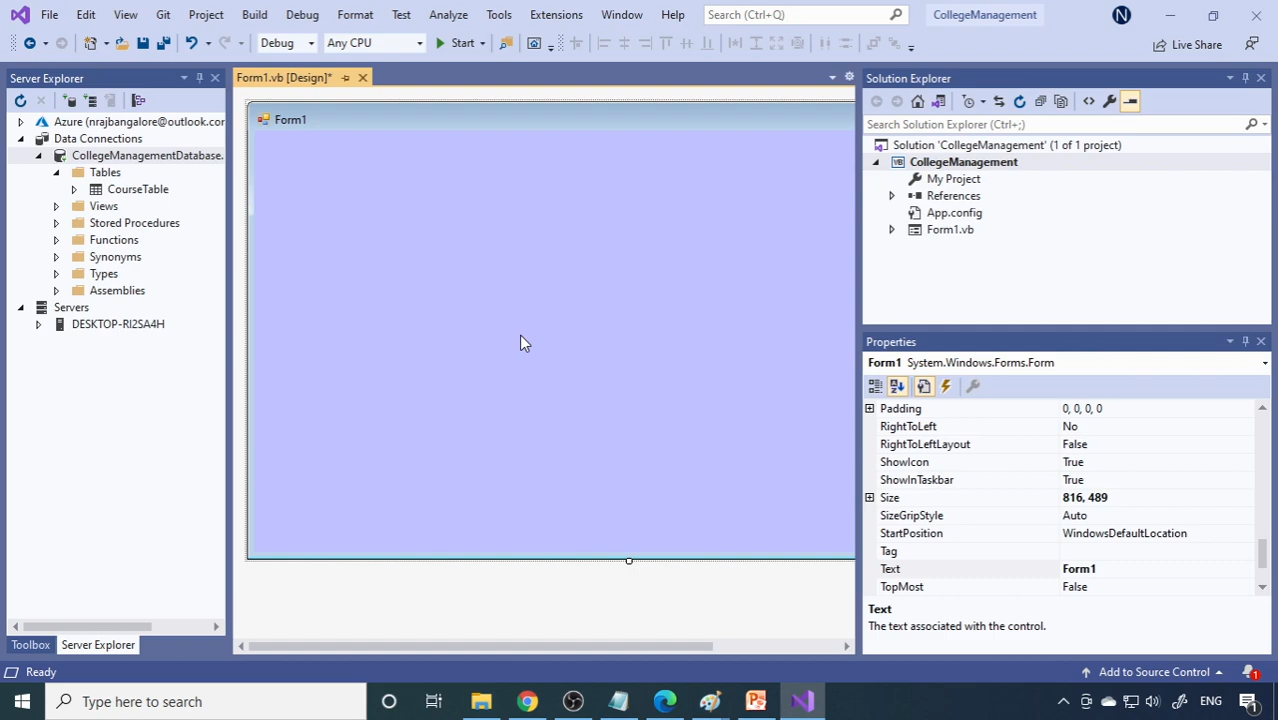 File Edit View Git Project Build Debug Format Test Analyze Tools Extensions Window Help Search (Ctrl+Q) CollegeManagement N
Debug Any CPU Start Live Share
Server Explorer
Azure (nrajbangalore@outlook.cor
Data Connections
CollegeManagementDatabase.
Tables
CourseTable
Views
Stored Procedures
Functions
Synonyms
Types
Assemblies
Servers
DESKTOP-RI2SA4H
Toolbox Server Explorer
Form1.vb [Design]*
Form1
Solution Explorer
Search Solution Explorer (Ctrl+;)
Solution 'CollegeManagement' (1 of 1 project)
VB CollegeManagement
My Project
References
App.config
Form1.vb
Properties
Form1 System.Windows.Forms.Form
Padding 0, 0, 0, 0
RightToLeft No
RightToLeftLayout False
ShowIcon True
ShowInTaskbar True
Size 816, 489
SizeGripStyle Auto
StartPosition WindowsDefaultLocation
Tag
Text Form1
TopMost False
Text
The text associated with the control.
Ready Add to Source Control 1
Type here to search ENG 1